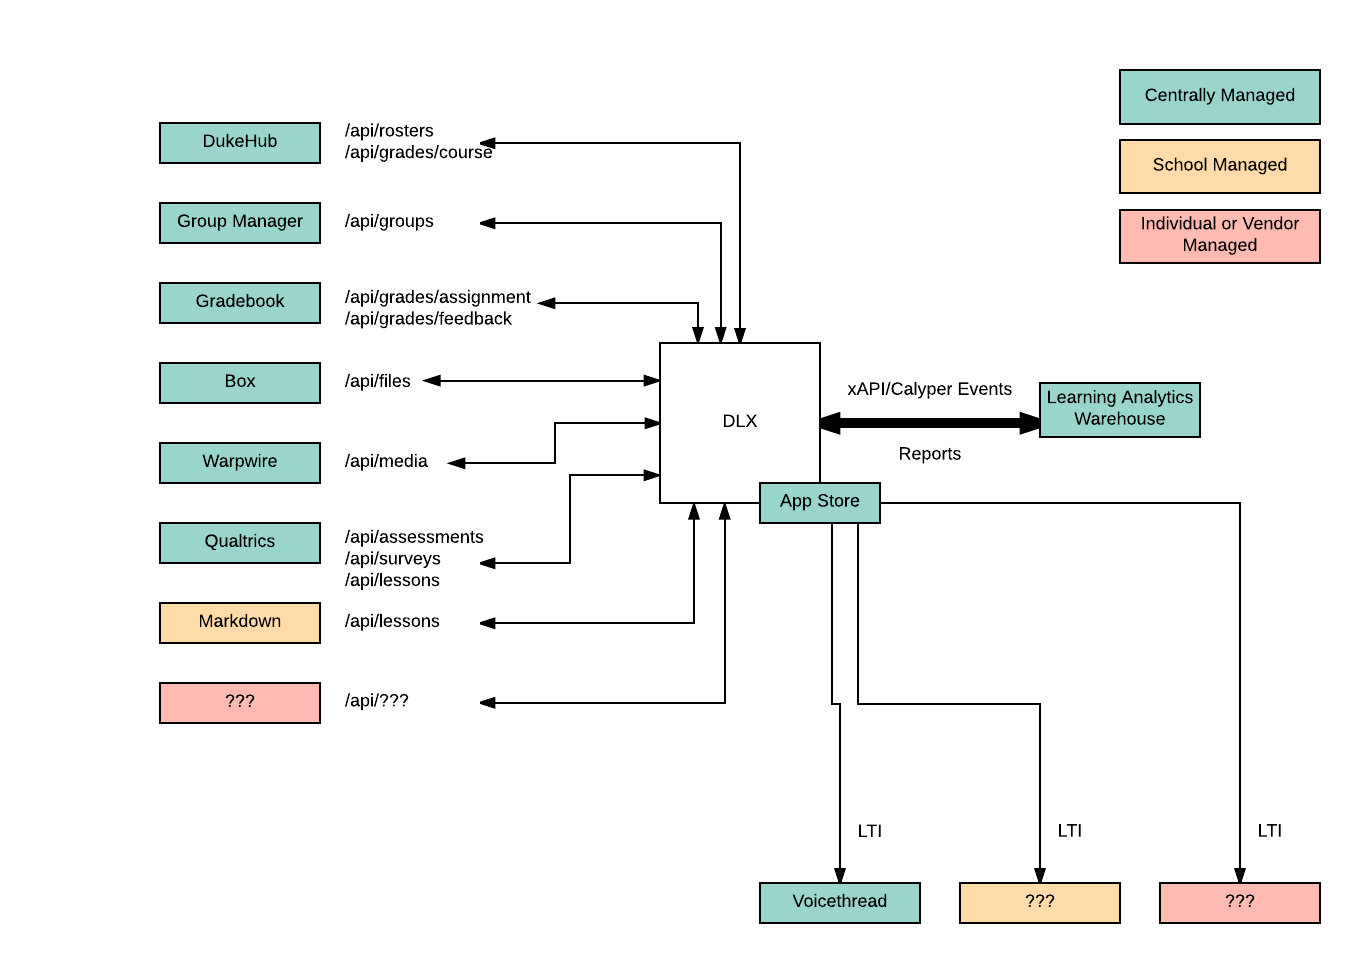 Centrally Managed
School Managed
Individual or Vendor
Managed
DukeHub
/api/rosters
/api/grades/course
Group Manager
/api/groups
Gradebook
/api/grades/assignment
/api/grades/feedback
Box
/api/files
Warpwire
/api/media
Qualtrics
/api/assessments
/api/surveys
/api/lessons
Markdown
/api/lessons
???
/api/???
DLX
App Store
xAPI/Calyper Events
Reports
Learning Analytics
Warehouse
LTI
LTI
LTI
Voicethread
???
???